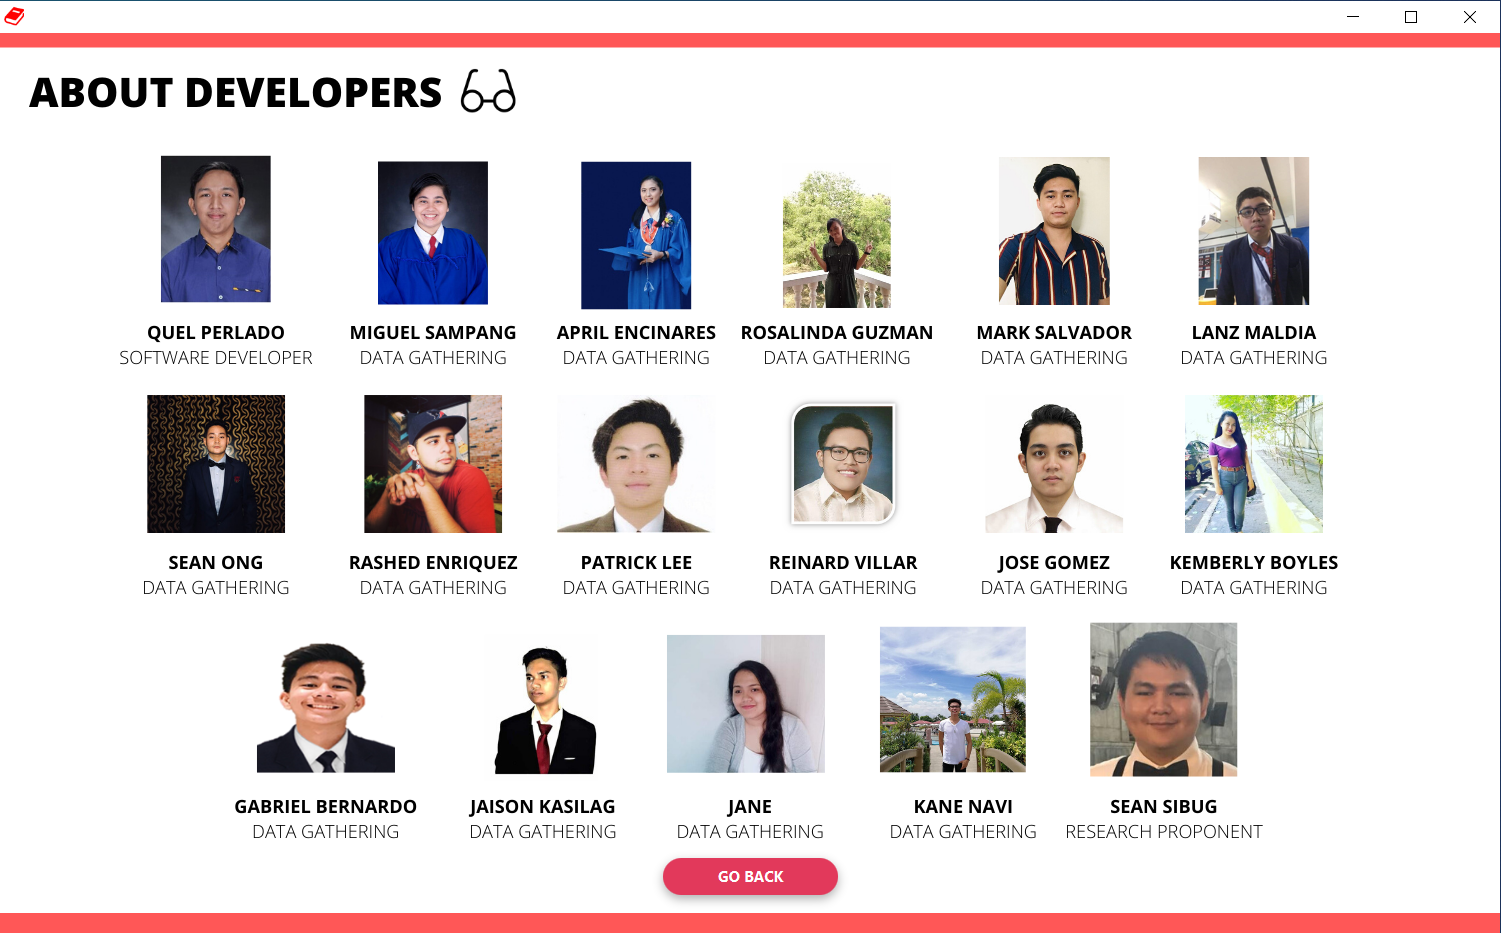 ABOUT DEVELOPERS
QUEL PERLADO
SOFTWARE DEVELOPER
MIGUEL SAMPANG
DATA GATHERING
APRIL ENCINARES
DATA GATHERING
ROSALINDA GUZMAN
DATA GATHERING
MARK SALVADOR
DATA GATHERING
LANZ MALDIA
DATA GATHERING
SEAN ONG
DATA GATHERING
RASHED ENRIQUEZ
DATA GATHERING
PATRICK LEE
DATA GATHERING
REINARD VILLAR
DATA GATHERING
JOSE GOMEZ
DATA GATHERING
KEMBERLY BOYLES
DATA GATHERING
GABRIEL BERNARDO
DATA GATHERING
JAISON KASILAG
DATA GATHERING
JANE
DATA GATHERING
KANE NAVI
DATA GATHERING
SEAN SIBUG
RESEARCH PROPONENT
GO BACK